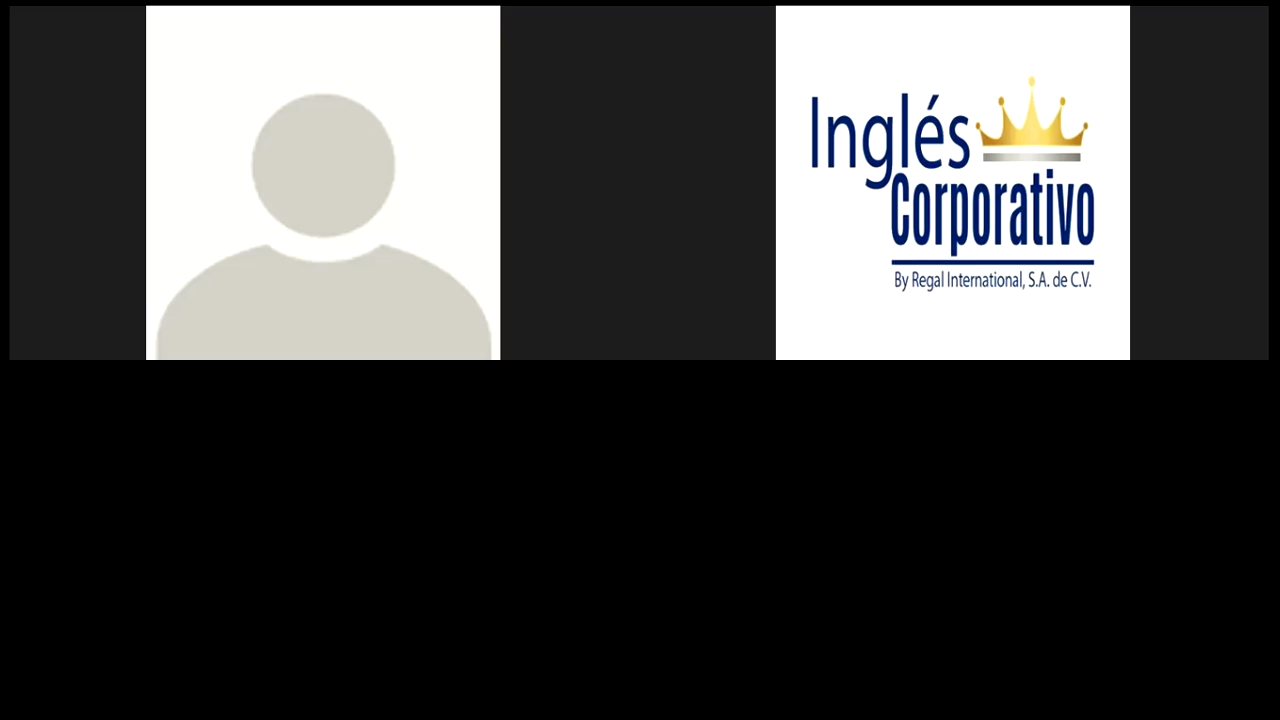 Inglés
Corporativo
By Regal International, S.A. de C.V.